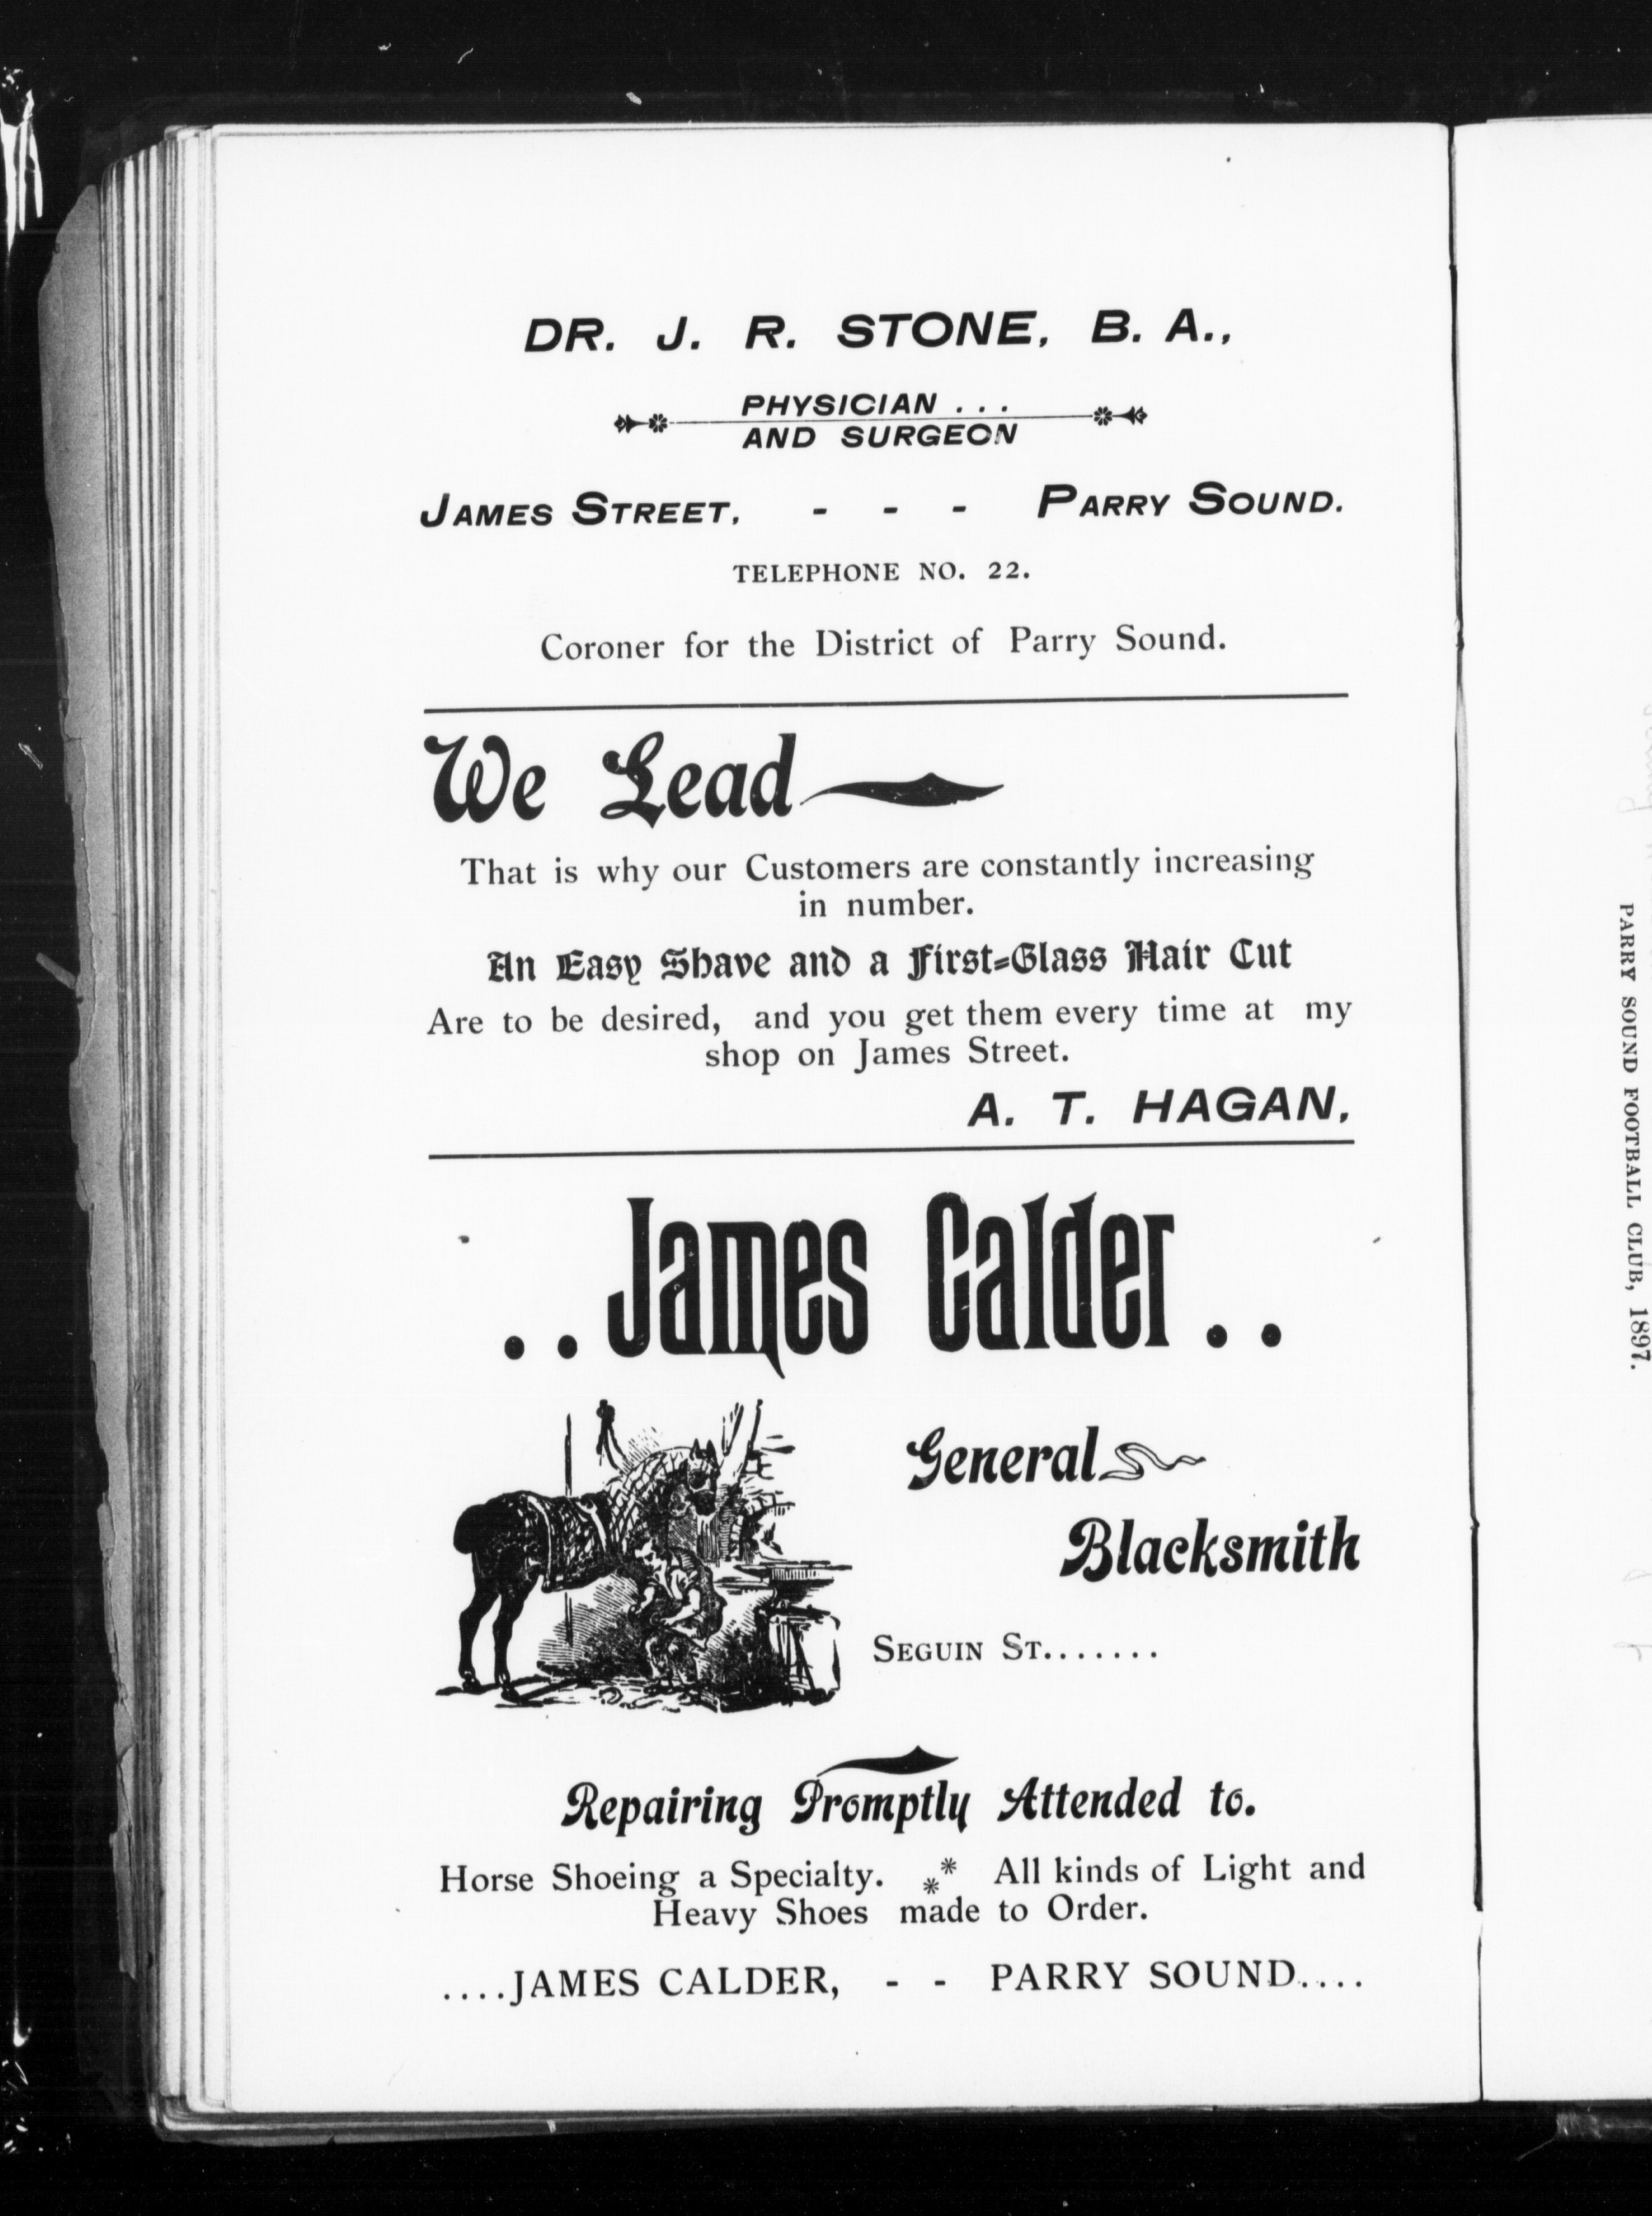 DR. J. R. STONE, B. A.,
PHYSICIAN . . .
AND SURGEON
JAMES STREET, - - - PARRY SOUND.
TELEPHONE NO. 22.
Coroner for the District of Parry Sound.
We Lead
That is why our Customers are constantly increasing
in number.
An Easy Shave and a First-Glass Hair Cut
Are to be desired, and you get them every time at my
shop on James Street.
A. T. HAGAN,
. . James Calder . .
General
Blacksmith
SEGUIN ST.......
Repairing Promptly Attended to.
Horse Shoeing a Specialty. ** All kinds of Light and
Heavy Shoes made to Order.
....JAMES CALDER, - - PARRY SOUND....
PARRY SOUND FOOTBALL CLUB, 1897.